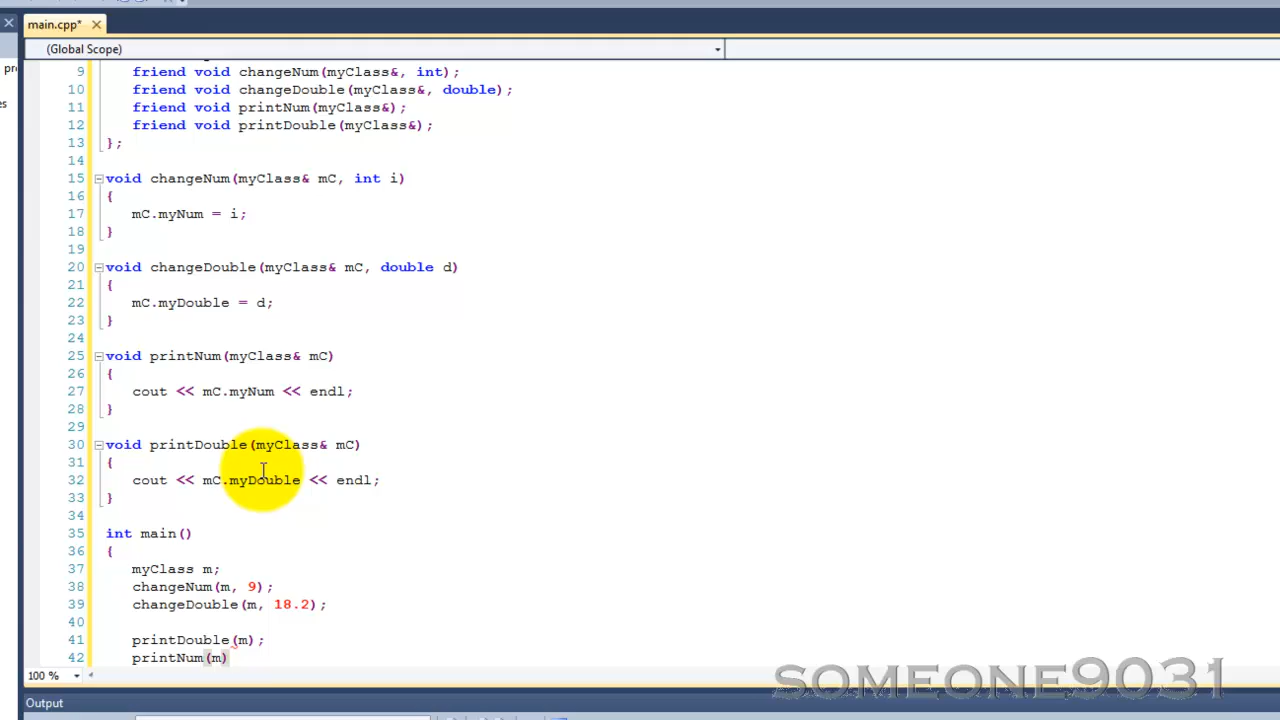 main.cpp*
(Global Scope)
pr
9 friend void changeNum(myClass&, int);
es
10 friend void changeDouble(myClass&, double);
11 friend void printNum(myClass&);
12 friend void printDouble(myClass&);
13 };
14
15 void changeNum(myClass& mC, int i)
16 {
17 mC.myNum = i;
18 }
19
20 void changeDouble(myClass& mC, double d)
21 {
22 mC.myDouble = d;
23 }
24
25 void printNum(myClass& mC)
26 {
27 cout << mC.myNum << endl;
28 }
29
30 void printDouble(myClass& mC)
31 {
32 cout << mC.myDouble << endl;
33 }
34
35 int main()
36 {
37 myClass m;
38 changeNum(m, 9);
39 changeDouble(m, 18.2);
40
41 printDouble(m);
42 printNum(m)
100 %
SOMEONE9031
Output